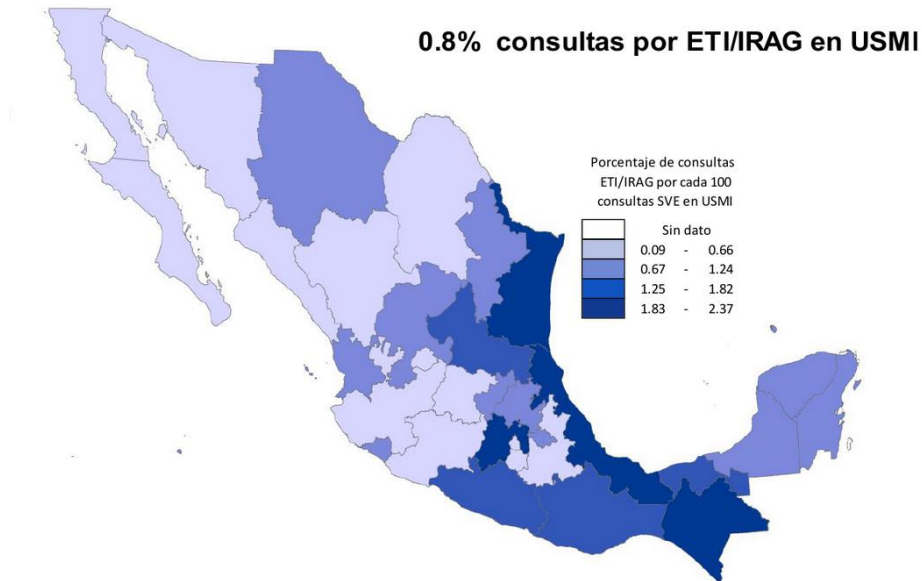 0.8% consultas por ETI/IRAG en USMI
Porcentaje de consultas
ETI/IRAG por cada 100
consultas SVE en USMI
Sin dato
0.09 - 0.66
0.67 - 1.24
1.25 - 1.82
1.83 - 2.37